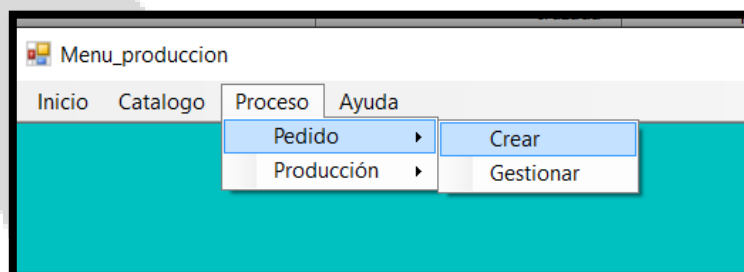 Menu_produccion
Inicio Catalogo Proceso Ayuda
Pedido Crear
Producción Gestionar